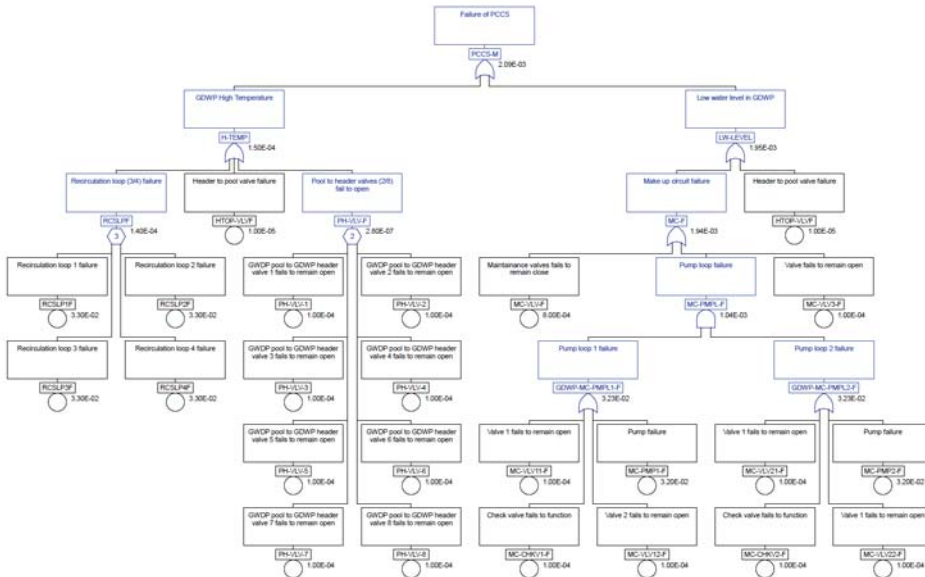 Failure of PCCS
PCCS-M
2.09E-03
GDWP High Temperature
H-TEMP
1.50E-04
Low water level in GDWP
LW-LEVEL
1.95E-03
Recirculation loop (3/4) failure
RCSLPF
1.40E-04
Header to pool valve failure
HTOP-VLVF
1.00E-05
Pool to header valves (2/8)
fail to open
PH-VLV-F
2.80E-07
Make up circuit failure
MC-F
1.94E-03
Header to pool valve failure
HTOP-VLVF
1.00E-05
Recirculation loop 1 failure
RCSLP1F
3.30E-02
Recirculation loop 2 failure
RCSLP2F
3.30E-02
GWDP pool to GDWP header
valve 1 fails to remain open
PH-VLV-1
1.00E-04
GWDP pool to GDWP header
valve 2 fails to remain open
PH-VLV-2
1.00E-04
Maintainance valves fails to
remain close
MC-VLV-F
8.00E-04
Pump loop failure
MC-PMPL-F
1.04E-03
Valve fails to remain open
MC-VLV3-F
1.00E-04
Recirculation loop 3 failure
RCSLP3F
3.30E-02
Recirculation loop 4 failure
RCSLP4F
3.30E-02
GWDP pool to GDWP header
valve 3 fails to remain open
PH-VLV-3
1.00E-04
GWDP pool to GDWP header
valve 4 fails to remain open
PH-VLV-4
1.00E-04
Pump loop 1 failure
GDWP-MC-PMPL1-F
3.23E-02
Pump loop 2 failure
GDWP-MC-PMPL2-F
3.23E-02
GWDP pool to GDWP header
valve 5 fails to remain open
PH-VLV-5
1.00E-04
GWDP pool to GDWP header
valve 6 fails to remain open
PH-VLV-6
1.00E-04
Valve 1 fails to remain open
MC-VLV11-F
1.00E-04
Pump failure
MC-PMP1-F
3.20E-02
Valve 1 fails to remain open
MC-VLV21-F
1.00E-04
Pump failure
MC-PMP2-F
3.20E-02
GWDP pool to GDWP header
valve 7 fails to remain open
PH-VLV-7
1.00E-04
GWDP pool to GDWP header
valve 8 fails to remain open
PH-VLV-8
1.00E-04
Check valve fails to function
MC-CHKV1-F
1.00E-04
Valve 2 fails to remain open
MC-VLV12-F
1.00E-04
Check valve fails to function
MC-CHKV2-F
1.00E-04
Valve 1 fails to remain open
MC-VLV22-F
1.00E-04
3
2